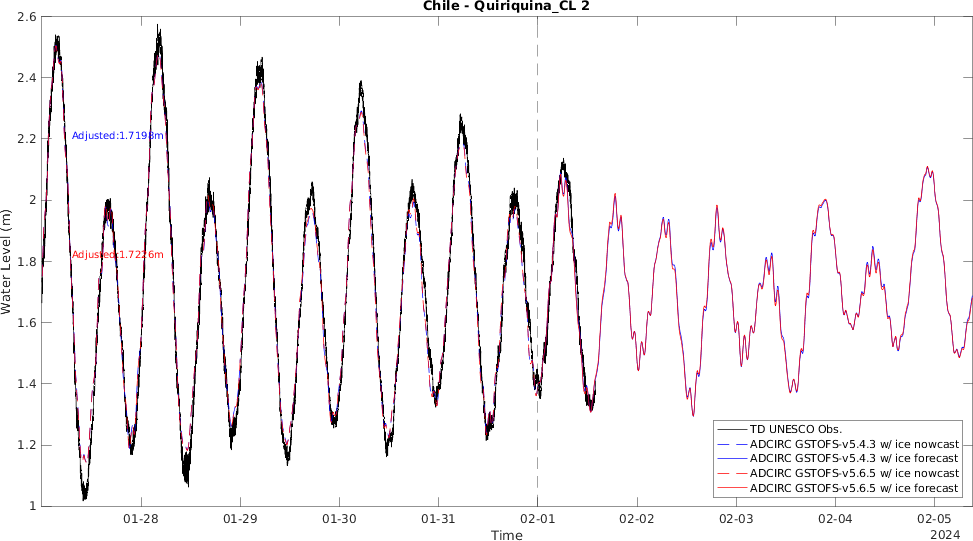 Chile - Quiriquina_CL 2
2.6
2.4
2.2
2
1.8
1.6
1.4
1.2
1
Water Level (m)
Adjusted:1.7198m
Adjusted:1.7226m
TD UNESCO Obs.
ADCIRC GSTOFS-v5.4.3 w/ ice nowcast
ADCIRC GSTOFS-v5.4.3 w/ ice forecast
ADCIRC GSTOFS-v5.6.5 w/ ice nowcast
ADCIRC GSTOFS-v5.6.5 w/ ice forecast
01-28 01-29 01-30 01-31 02-01 02-02 02-03 02-04 02-05
Time
2024